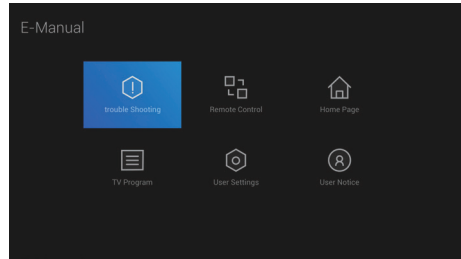 E-Manual
trouble Shooting
Remote Control
Home Page
TV Program
User Settings
User Notice